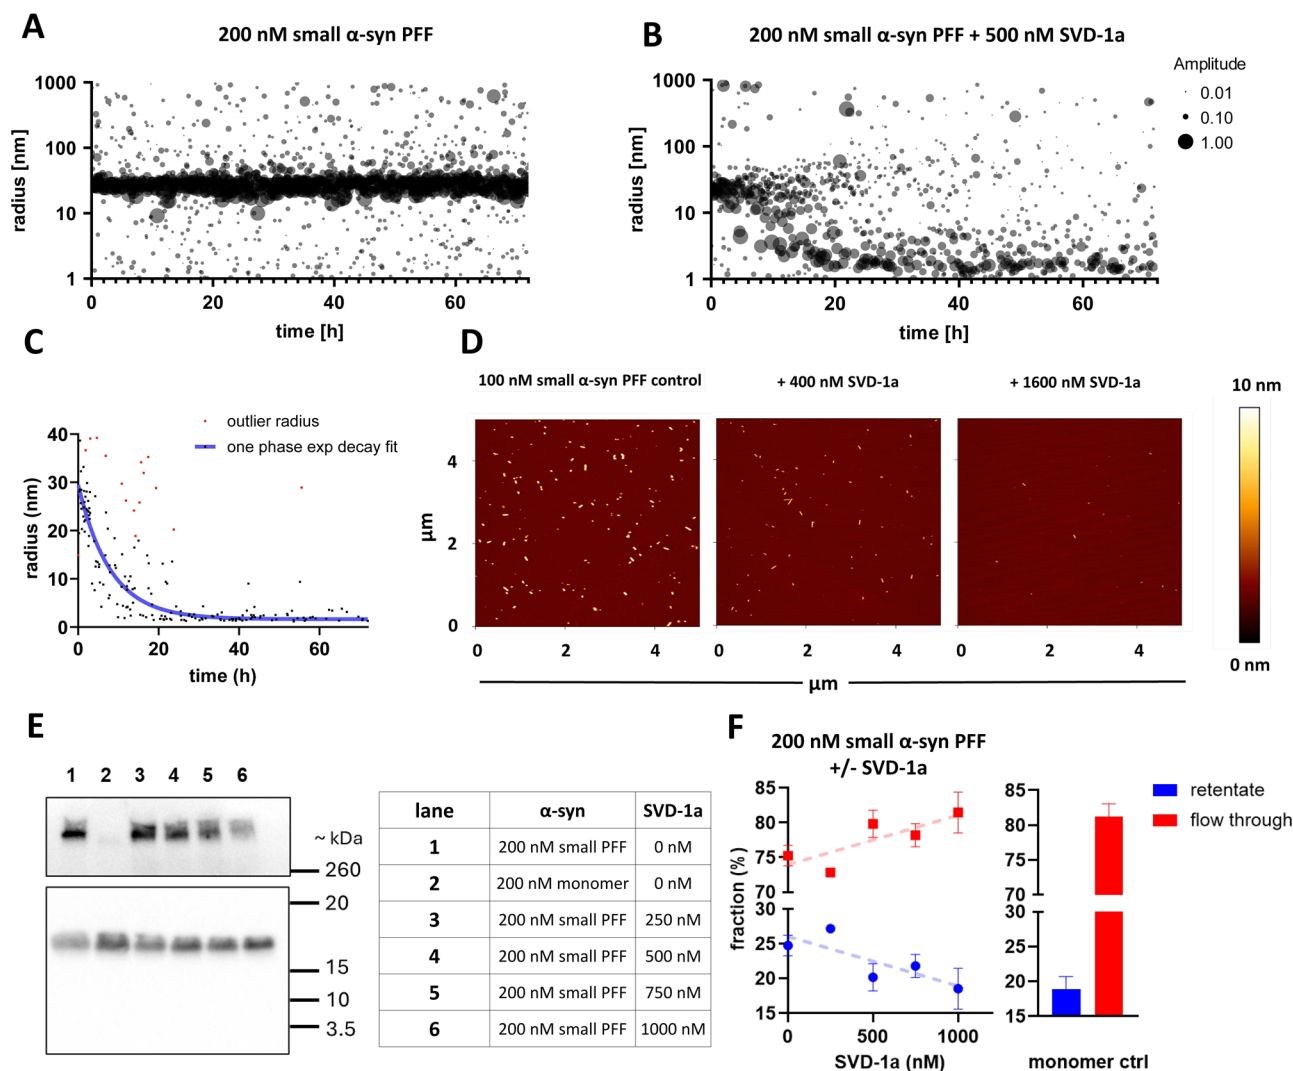 A
200 nm small α-syn PFF
radius [nm]
1000
100
10
1
0
20
40
60
time [h]
B
200 nM small α-syn PFF + 500 nM SVD-1a
radius [nm]
1000
100
10
1
0
20
40
60
time [h]
Amplitude
0.01
0.10
1.00
C
outlier radius
one phase exp decay fit
radius (nm)
40
30
20
10
0
0
20
40
60
time (h)
D
100 nM small α-syn PFF control
+ 400 nM SVD-1a
+ 1600 nM SVD-1a
µm
4
2
0
0
2
4
0
2
4
0
2
4
µm
10 nm
0 nm
E
1 2 3 4 5 6
~ kDa
260
20
15
10
3.5
lane α-syn SVD-1a
1 200 nM small PFF 0 nM
2 200 nM monomer 0 nM
3 200 nM small PFF 250 nM
4 200 nM small PFF 500 nM
5 200 nM small PFF 750 nM
6 200 nM small PFF 1000 nM
F
200 nM small α-syn PFF
+/- SVD-1a
fraction (%)
85
80
75
70
30
25
20
15
0
500
1000
SVD-1a (nM)
85
80
75
70
30
25
20
15
monomer ctrl
retentate
flow through